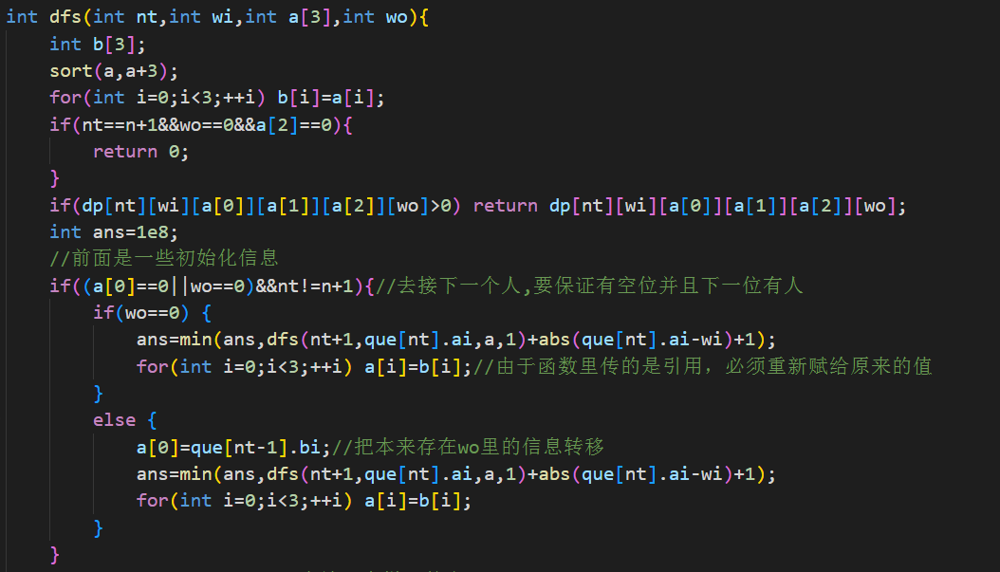 int dfs(int nt,int wi,int a[3],int wo){
    int b[3];
    sort(a,a+3);
    for(int i=0;i<3;++i) b[i]=a[i];
    if(nt==n+1&&wo==0&&a[2]==0){
        return 0;
    }
    if(dp[nt][wi][a[0]][a[1]][a[2]][wo]>0) return dp[nt][wi][a[0]][a[1]][a[2]][wo];
    int ans=1e8;
    //前面是一些初始化信息
    if((a[0]==0||wo==0)&&nt!=n+1){//去接下一个人,要保证有空位并且下一位有人
        if(wo==0) {
            ans=min(ans,dfs(nt+1,que[nt].ai,a,1)+abs(que[nt].ai-wi)+1);
            for(int i=0;i<3;++i) a[i]=b[i];//由于函数里传的是引用，必须重新赋给原来的值
        }
        else {
            a[0]=que[nt-1].bi;//把本来存在wo里的信息转移
            ans=min(ans,dfs(nt+1,que[nt].ai,a,1)+abs(que[nt].ai-wi)+1);
            for(int i=0;i<3;++i) a[i]=b[i];
        }
    }